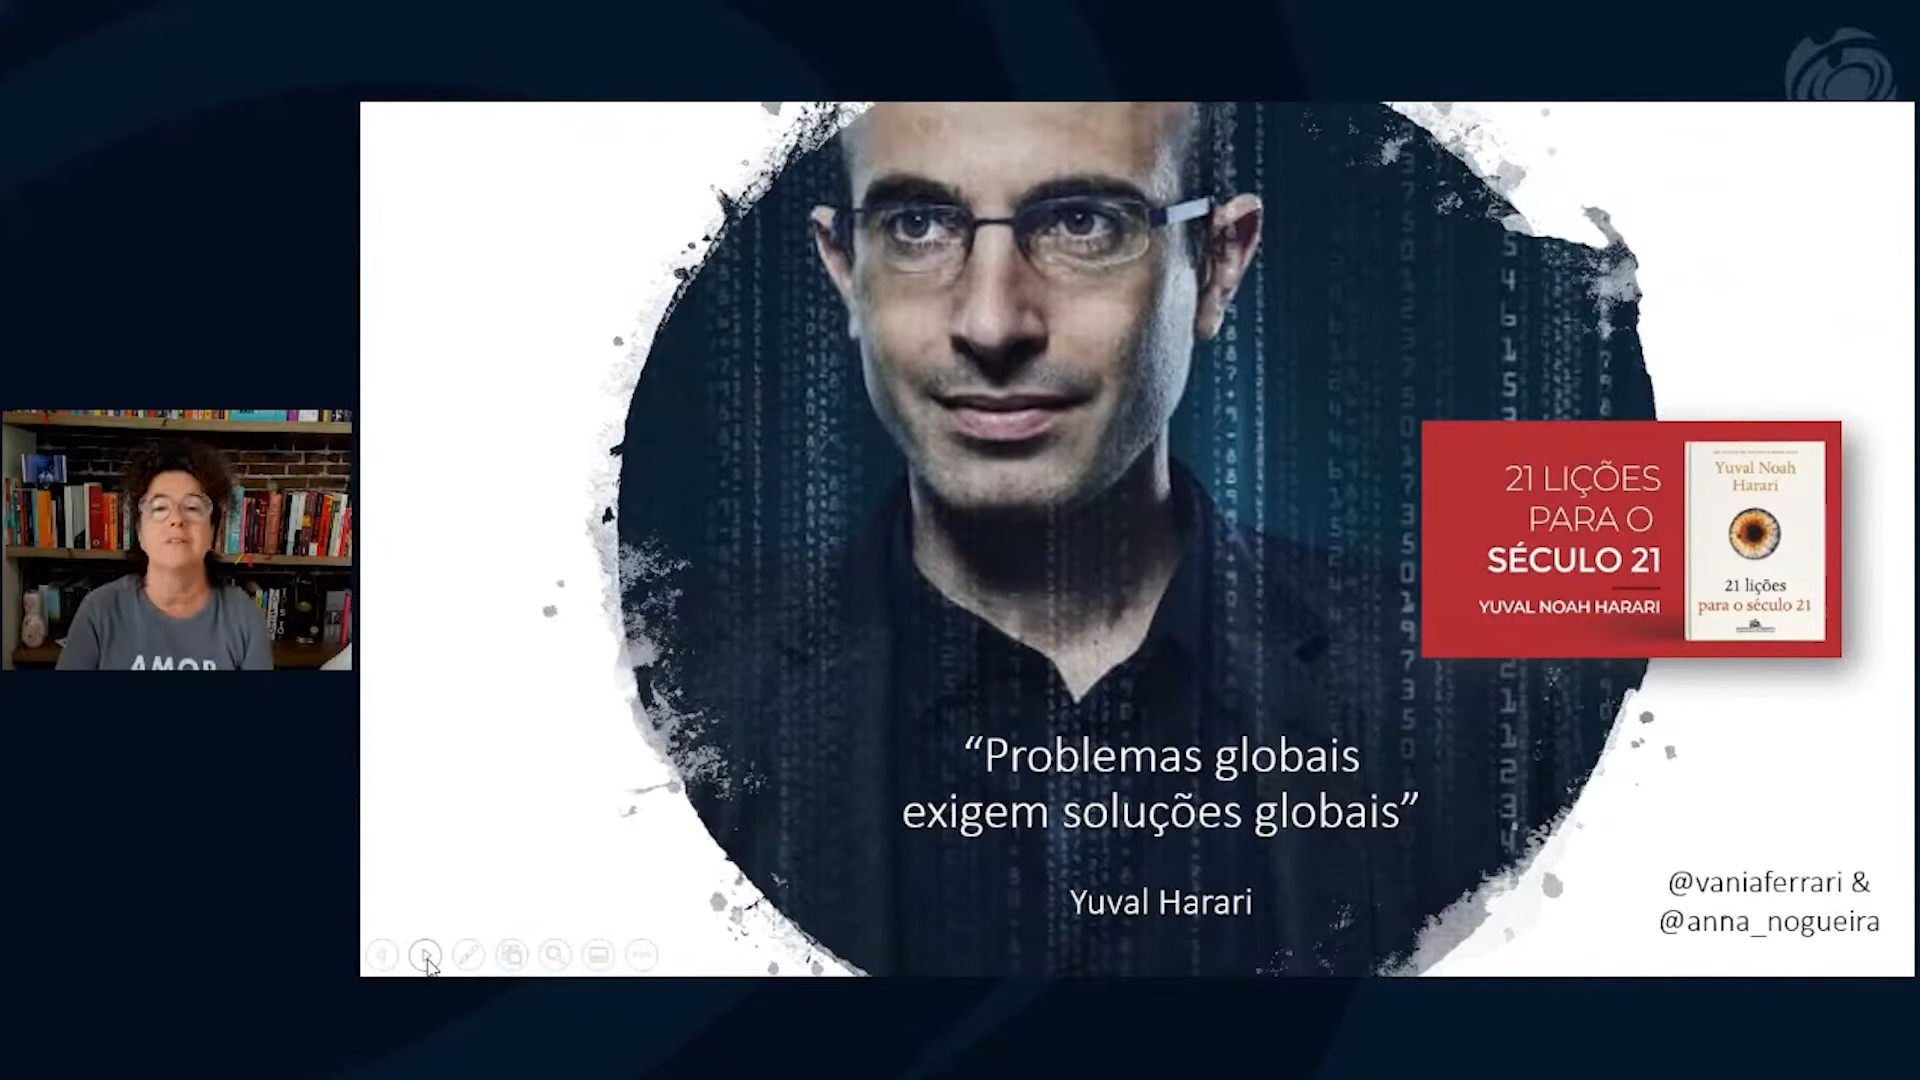 AMOR
21 LIÇÕES
PARA O
SÉCULO 21
YUVAL NOAH HARARI
Yuval Noah
Harari
21 lições
para o século 21
“Problemas globais
exigem soluções globais”
Yuval Harari
@vaniaferrari &
@anna_nogueira